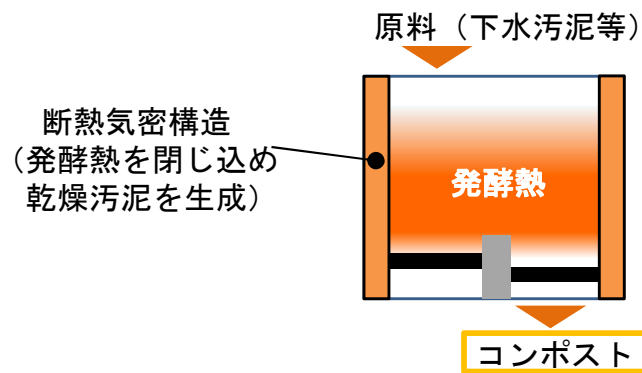 原料（下水汚泥等）
断熱気密構造
（発酵熱を閉じ込め
乾燥汚泥を生成）
発酵熱
コンポスト